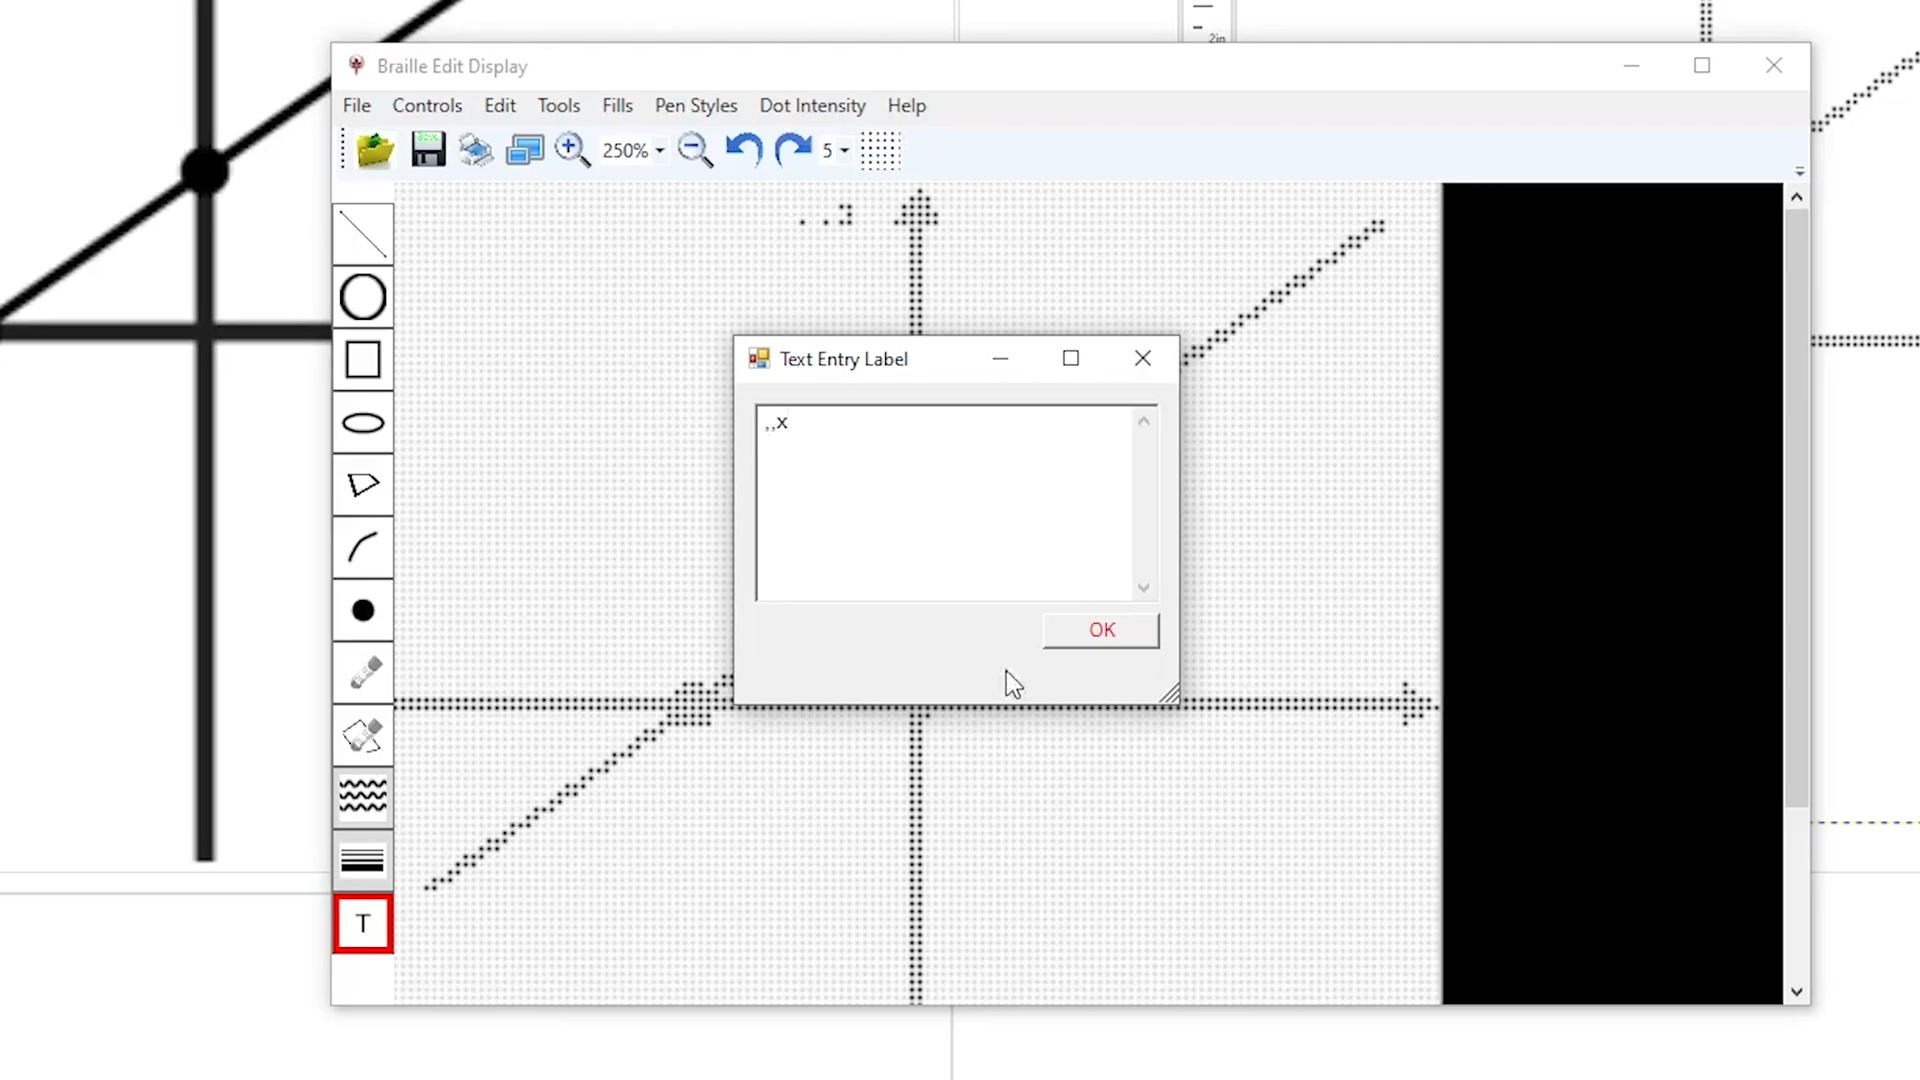 2in
Braille Edit Display
File Controls Edit Tools Fills Pen Styles Dot Intensity Help
250% 5
Text Entry Label
,,x
OK
T